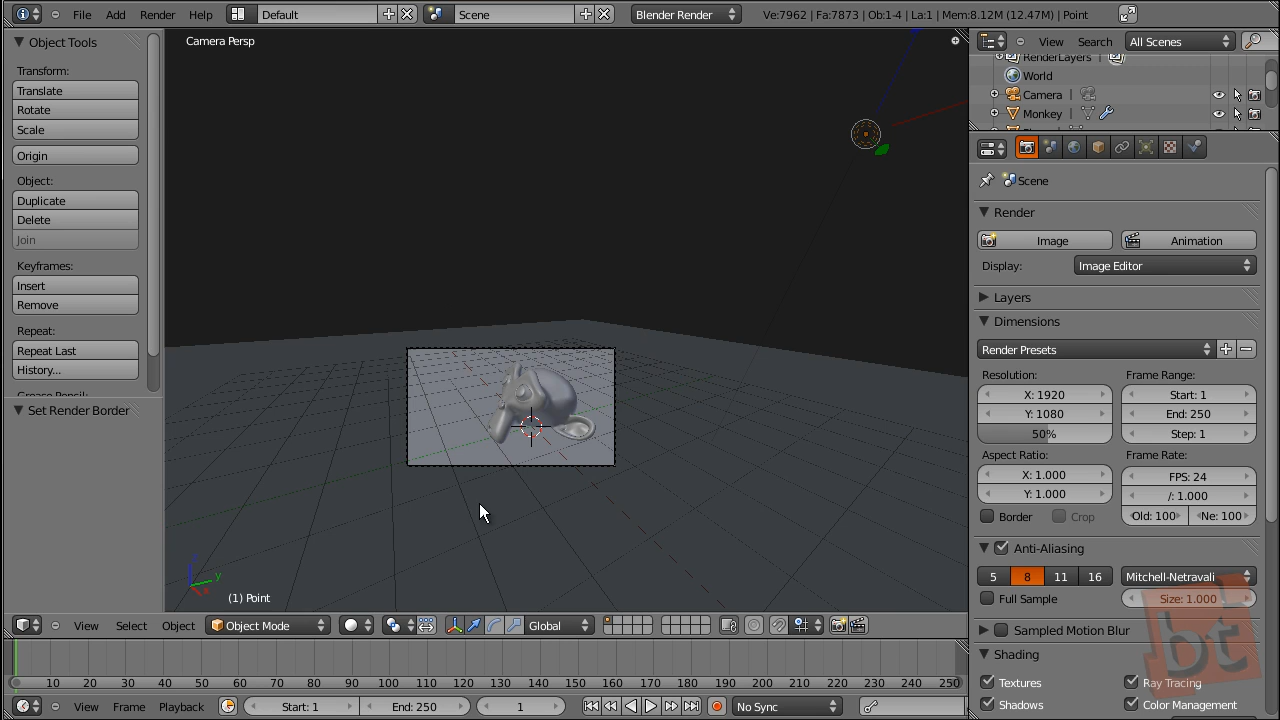 File Add Render Help Default Scene Blender Render Ve:7962 | Fa:7873 | Ob:1-4 | La:1 | Mem:8.12M (12.47M) | Point
Object Tools
Transform:
Translate
Rotate
Scale
Origin
Object:
Duplicate
Delete
Join
Keyframes:
Insert
Remove
Repeat:
Repeat Last
History...
Set Render Border
Camera Persp
y
(1) Point
View Select Object Object Mode Global
View Search All Scenes
RenderLayers
World
Camera
Monkey
Scene
Render
Image Animation
Display: Image Editor
Layers
Dimensions
Render Presets
Resolution: Frame Range:
X: 1920 Start: 1
Y: 1080 End: 250
50% Step: 1
Aspect Ratio: Frame Rate:
X: 1.000 FPS: 24
Y: 1.000 /: 1.000
Border Crop Old: 100 Ne: 100
Anti-Aliasing
5 8 11 16 Mitchell-Netravali
Full Sample Size: 1.000
Sampled Motion Blur
Shading
Textures Ray Tracing
Shadows Color Management
bt
10 20 30 40 50 60 70 80 90 100 110 120 130 140 150 160 170 180 190 200 210 220 230 240 250
View Frame Playback Start: 1 End: 250 1 No Sync